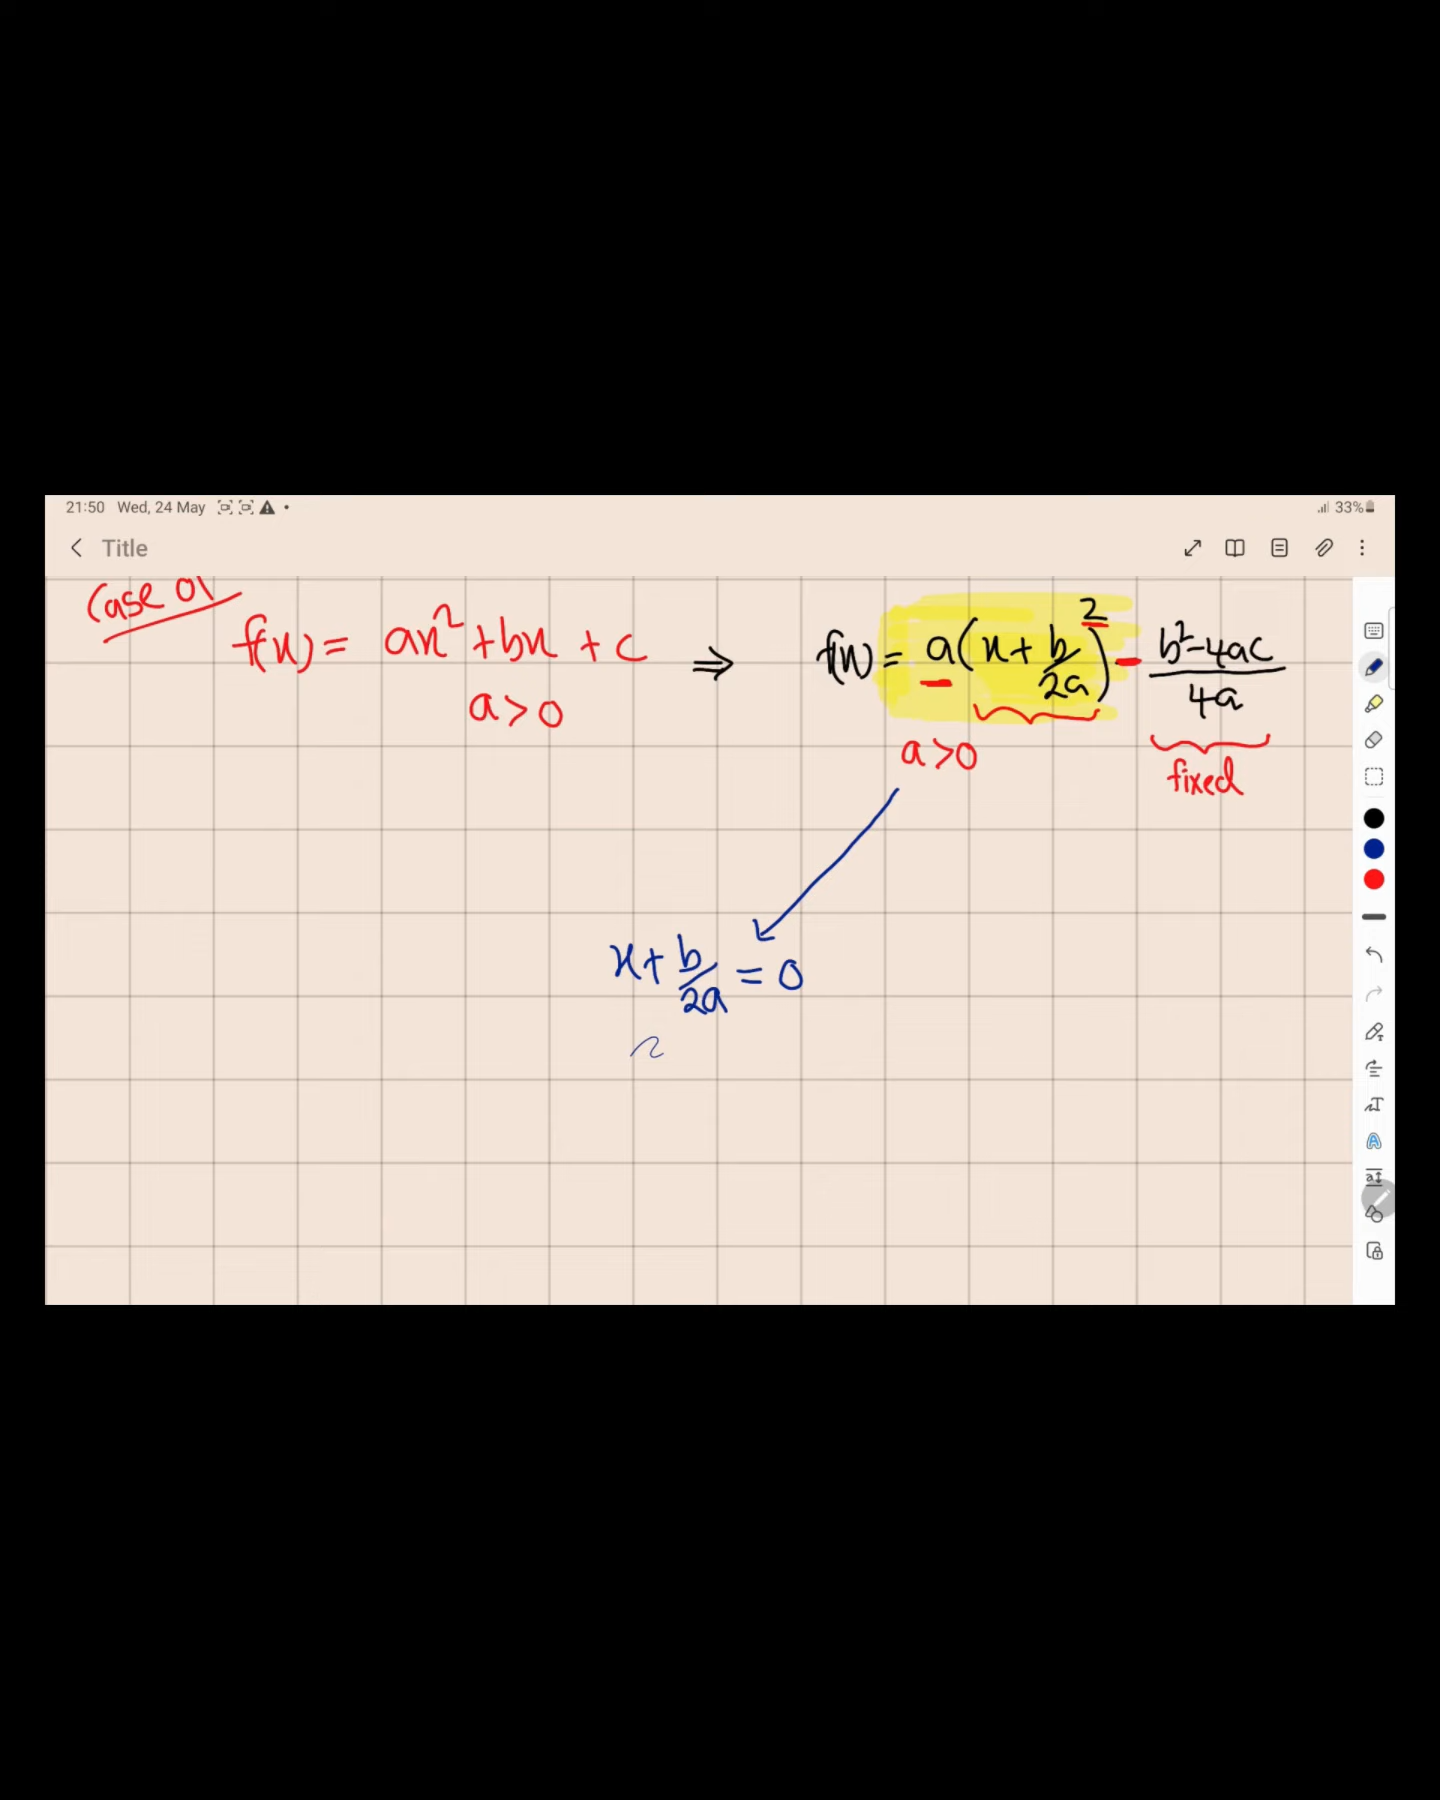 21:50 Wed, 24 May 33%
Title
Case 01
f(x) = ax² + bx + c ⇒ f(x) = a(x + b/2a)² - b²-4ac/4a
a > 0
a > 0
fixed
x + b/2a = 0